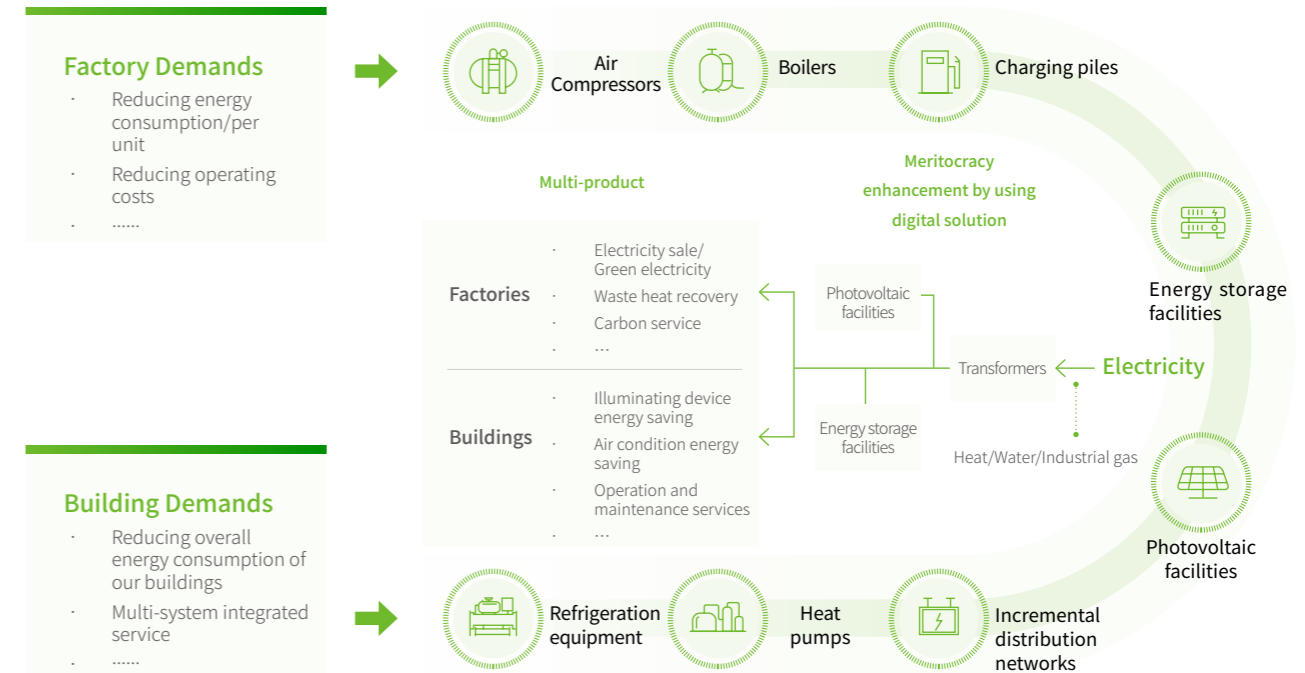 Factory Demands
· Reducing energy
consumption/per
unit
· Reducing operating
costs
· ......
Air
Compressors
Boilers
Charging piles
Multi-product
Meritocracy
enhancement by using
digital solution
Energy storage
facilities
Factories
· Electricity sale/
Green electricity
· Waste heat recovery
· Carbon service
· ...
Buildings
· Illuminating device
energy saving
· Air condition energy
saving
· Operation and
maintenance services
· ...
Photovoltaic
facilities
Energy storage
facilities
Transformers
Electricity
Heat/Water/Industrial gas
Photovoltaic
facilities
Building Demands
· Reducing overall
energy consumption of
our buildings
· Multi-system integrated
service
· ......
Refrigeration
equipment
Heat
pumps
Incremental
distribution
networks